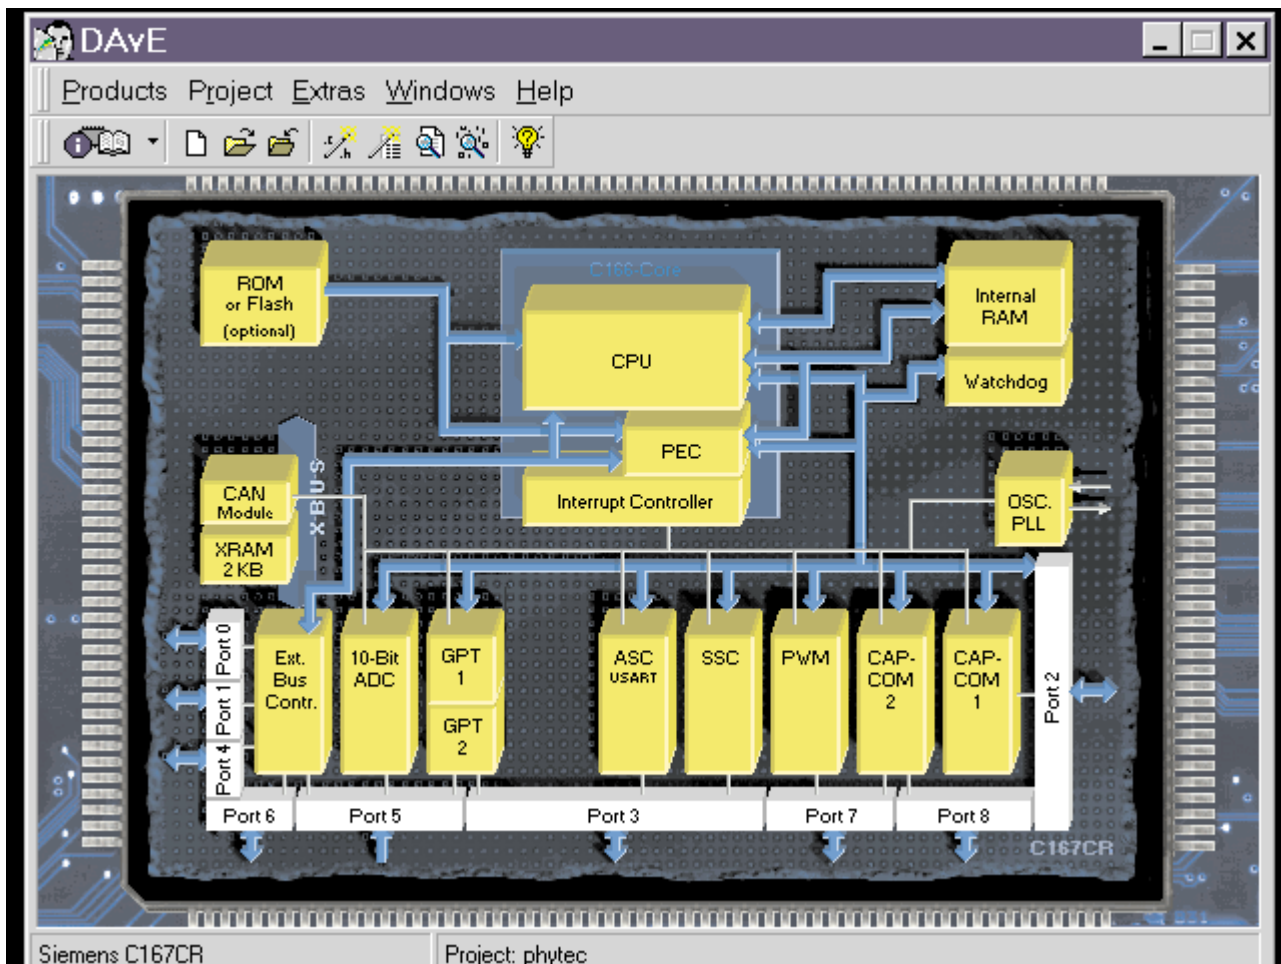 DAvE
Products Project Extras Windows Help
C166-Core
ROM
or Flash
(optional)
CPU
Internal
RAM
Watchdog
PEC
Interrupt Controller
X-BUS
CAN
Module
XRAM
2 KB
OSC.
PLL
Port 0
Port 1
Port 4
Ext.
Bus
Contr.
10-Bit
ADC
GPT
1
GPT
2
ASC
USART
SSC
PWM
CAP-
COM
2
CAP-
COM
1
Port 2
Port 6
Port 5
Port 3
Port 7
Port 8
C167CR
Siemens C167CR
Project: phytec